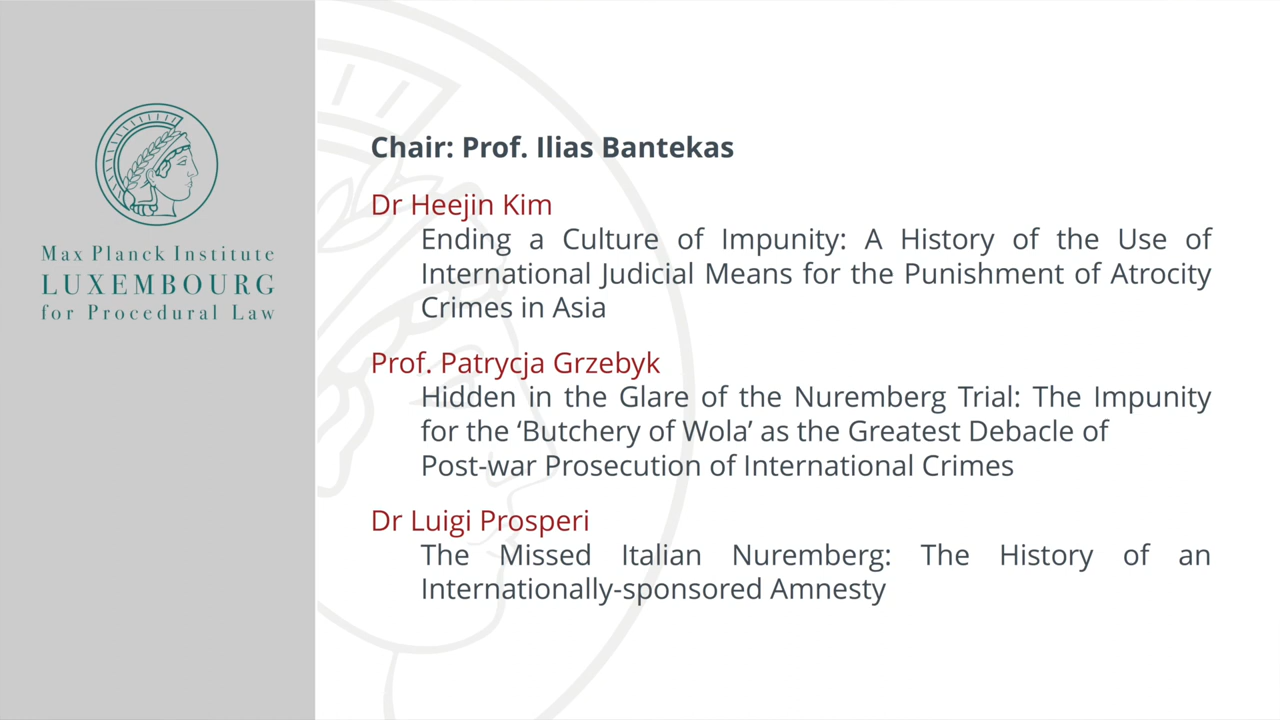 Max Planck Institute
LUXEMBOURG
for Procedural Law
Chair: Prof. Ilias Bantekas
Dr Heejin Kim
Ending a Culture of Impunity: A History of the Use of
International Judicial Means for the Punishment of Atrocity
Crimes in Asia
Prof. Patrycja Grzebyk
Hidden in the Glare of the Nuremberg Trial: The Impunity
for the ‘Butchery of Wola’ as the Greatest Debacle of
Post-war Prosecution of International Crimes
Dr Luigi Prosperi
The Missed Italian Nuremberg: The History of an
Internationally-sponsored Amnesty